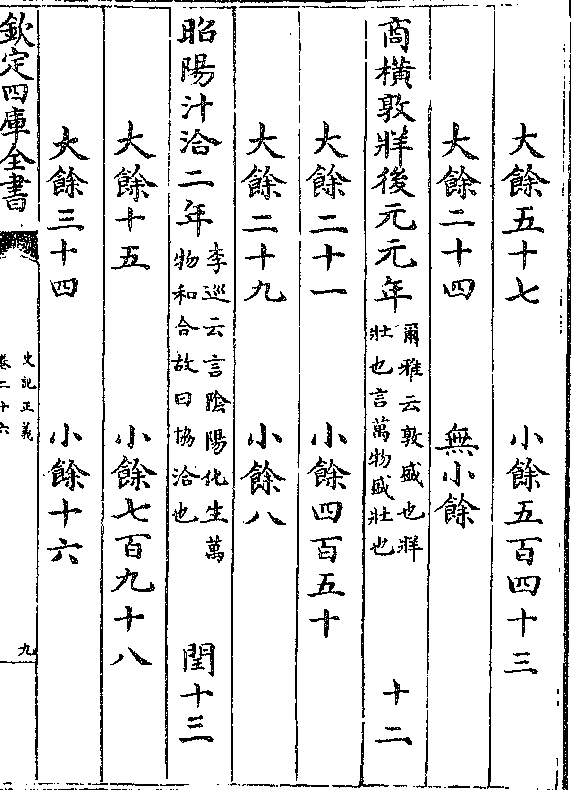 大餘五十七 小餘五百四十三
大餘二十四 無小餘
商橫敦牂後元元年 爾雅云敦盛也牂 壯也言萬物盛壯也 十二
大餘二十一 小餘四百五十
大餘二十九 小餘八
昭陽汁洽二年 李巡云言陰陽化生萬 物和合故曰協洽也 閏十三
大餘十五 小餘七百九十八
大餘三十四 小餘十六
欽定四庫全書
史記正義
卷二十六
九